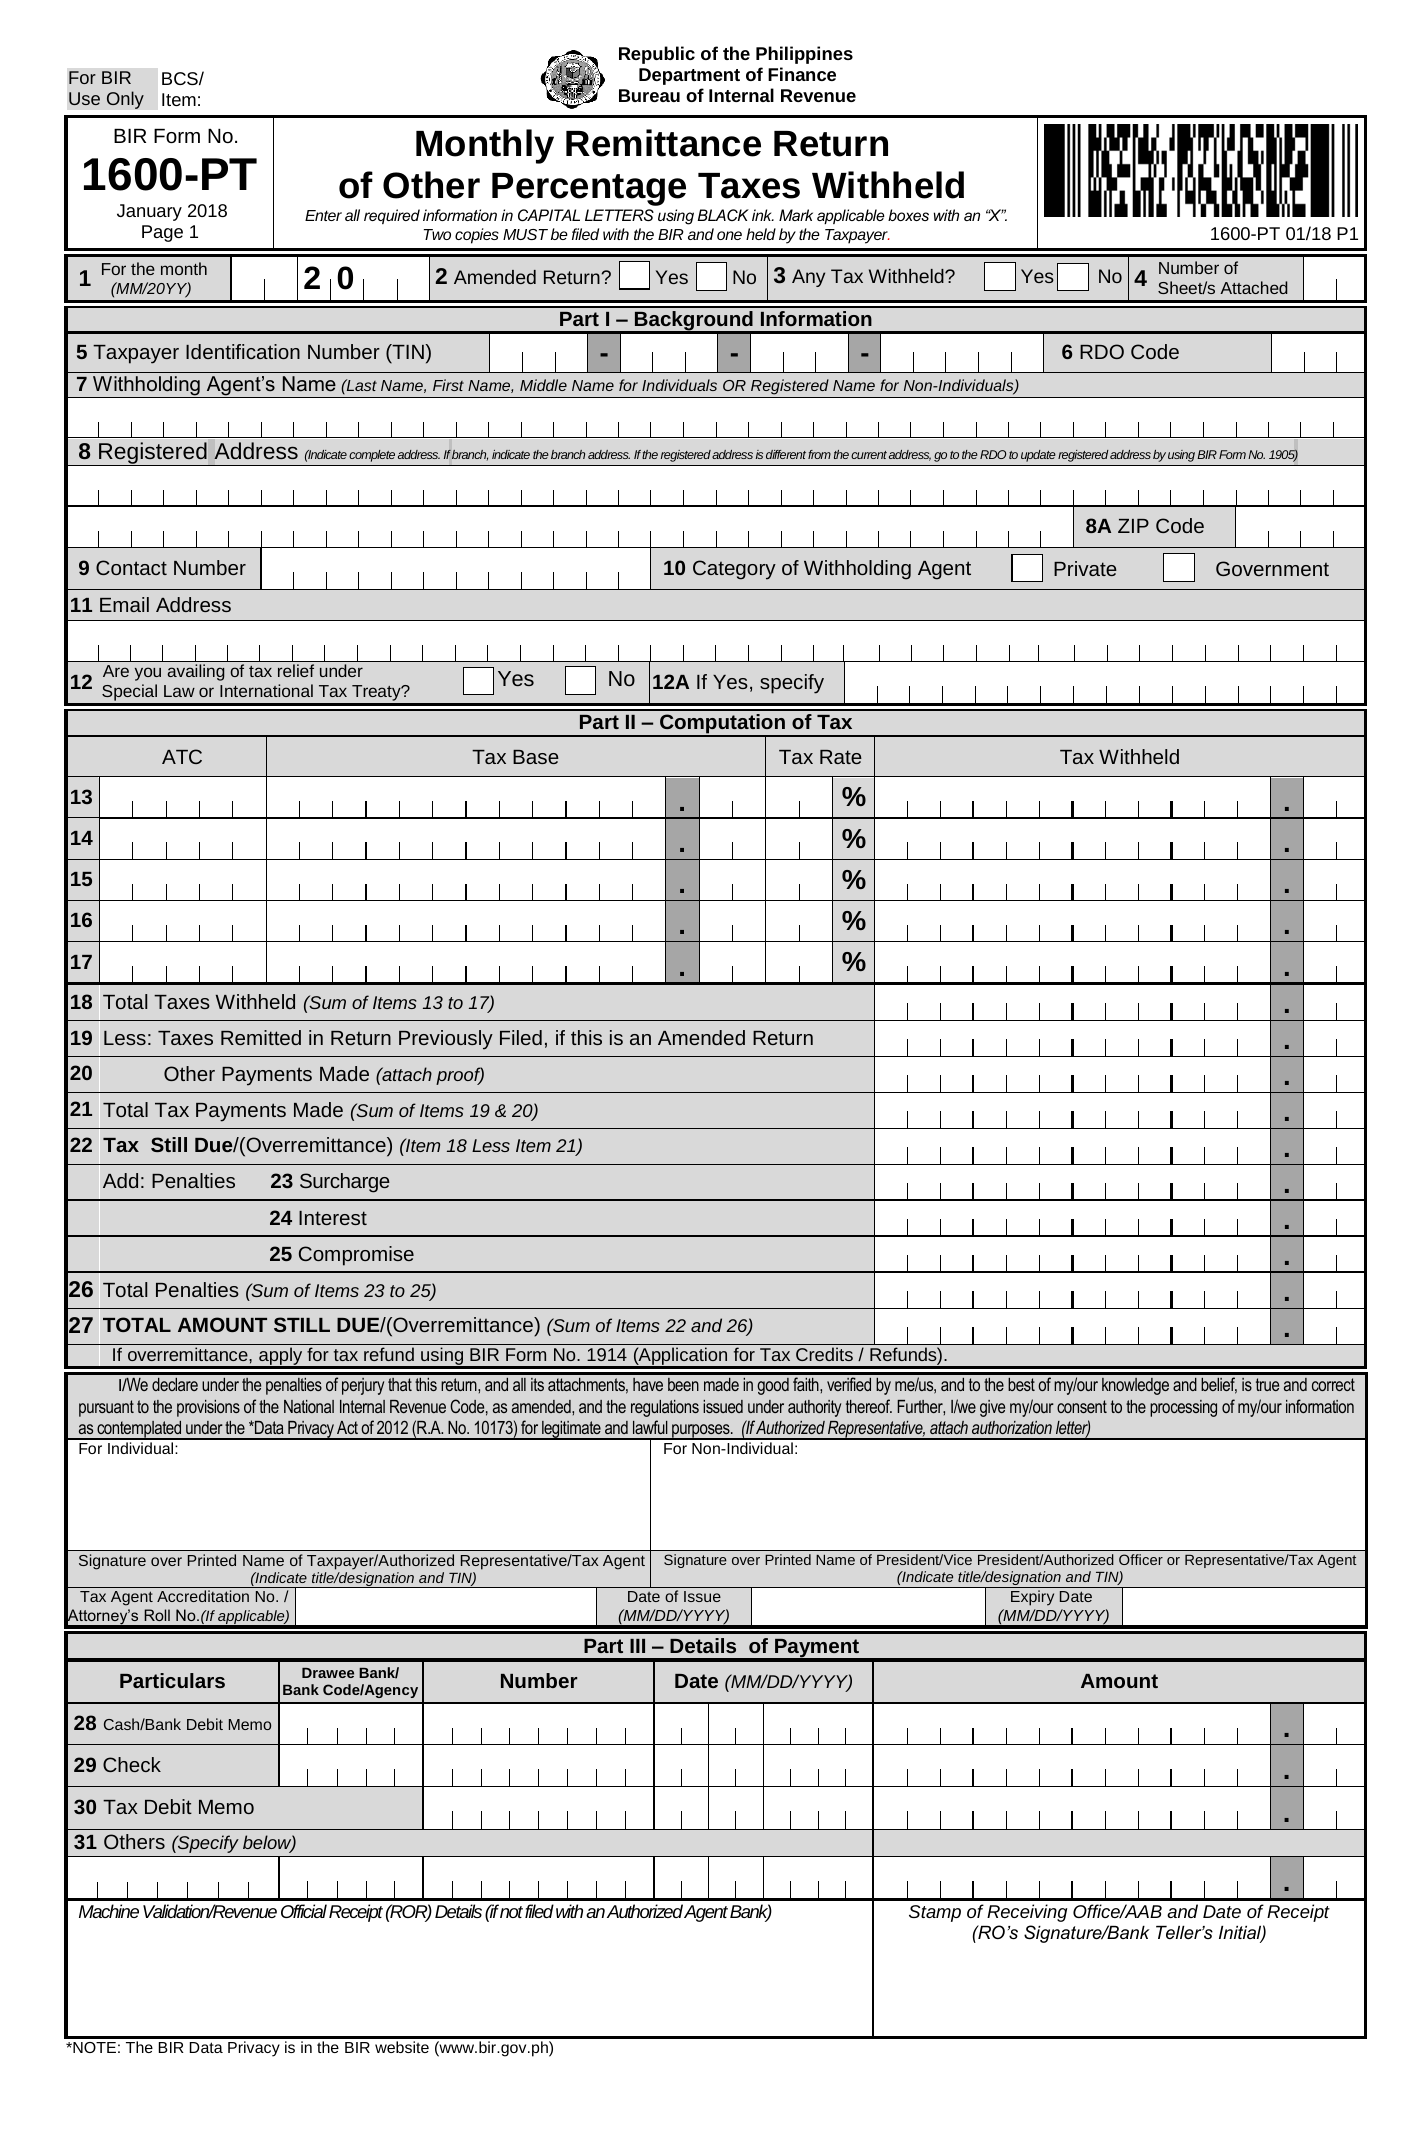 For BIR
Use Only
BCS/
Item:
Republic of the Philippines
Department of Finance
Bureau of Internal Revenue
BIR Form No.
1600-PT
January 2018
Page 1
Monthly Remittance Return
of Other Percentage Taxes Withheld
Enter all required information in CAPITAL LETTERS using BLACK ink. Mark applicable boxes with an “X”.
Two copies MUST be filed with the BIR and one held by the Taxpayer.
1600-PT 01/18 P1
1 For the month
(MM/20YY)
2 0
2 Amended Return? Yes No
3 Any Tax Withheld? Yes No
4 Number of
Sheet/s Attached
Part I – Background Information
5 Taxpayer Identification Number (TIN) - - -
6 RDO Code
7 Withholding Agent’s Name (Last Name, First Name, Middle Name for Individuals OR Registered Name for Non-Individuals)
8 Registered Address (Indicate complete address. If branch, indicate the branch address. If the registered address is different from the current address, go to the RDO to update registered address by using BIR Form No. 1905)
8A ZIP Code
9 Contact Number
10 Category of Withholding Agent Private Government
11 Email Address
12 Are you availing of tax relief under
Special Law or International Tax Treaty?
Yes No
12A If Yes, specify
Part II – Computation of Tax
ATC Tax Base Tax Rate Tax Withheld
13 . % .
14 . % .
15 . % .
16 . % .
17 . % .
18 Total Taxes Withheld (Sum of Items 13 to 17) .
19 Less: Taxes Remitted in Return Previously Filed, if this is an Amended Return .
20 Other Payments Made (attach proof) .
21 Total Tax Payments Made (Sum of Items 19 & 20) .
22 Tax Still Due/(Overremittance) (Item 18 Less Item 21) .
Add: Penalties 23 Surcharge .
24 Interest .
25 Compromise .
26 Total Penalties (Sum of Items 23 to 25) .
27 TOTAL AMOUNT STILL DUE/(Overremittance) (Sum of Items 22 and 26) .
If overremittance, apply for tax refund using BIR Form No. 1914 (Application for Tax Credits / Refunds).
I/We declare under the penalties of perjury that this return, and all its attachments, have been made in good faith, verified by me/us, and to the best of my/our knowledge and belief, is true and correct
pursuant to the provisions of the National Internal Revenue Code, as amended, and the regulations issued under authority thereof. Further, I/we give my/our consent to the processing of my/our information
as contemplated under the *Data Privacy Act of 2012 (R.A. No. 10173) for legitimate and lawful purposes. (If Authorized Representative, attach authorization letter)
For Individual:
For Non-Individual:
Signature over Printed Name of Taxpayer/Authorized Representative/Tax Agent
(Indicate title/designation and TIN)
Signature over Printed Name of President/Vice President/Authorized Officer or Representative/Tax Agent
(Indicate title/designation and TIN)
Tax Agent Accreditation No. /
Attorney’s Roll No.(If applicable)
Date of Issue
(MM/DD/YYYY)
Expiry Date
(MM/DD/YYYY)
Part III – Details of Payment
Particulars
Drawee Bank/
Bank Code/Agency
Number
Date (MM/DD/YYYY)
Amount
28 Cash/Bank Debit Memo .
29 Check .
30 Tax Debit Memo .
31 Others (Specify below)
.
Machine Validation/Revenue Official Receipt (ROR) Details (if not filed with an Authorized Agent Bank)
Stamp of Receiving Office/AAB and Date of Receipt
(RO’s Signature/Bank Teller’s Initial)
*NOTE: The BIR Data Privacy is in the BIR website (www.bir.gov.ph)